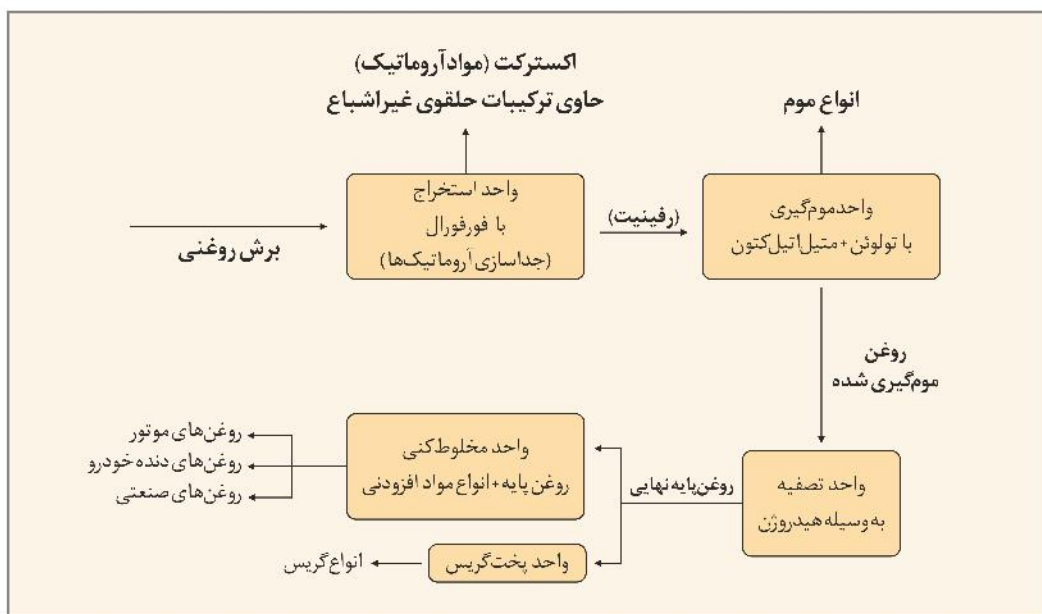 اکسترکت (مواد آروماتیک)
حاوی ترکیبات حلقوی غیراشباع
انواع موم
برش روغنی
واحد استخراج
با فورفورال
(جداسازی آروماتیک‌ها)
(رفینیت)
واحد موم‌گیری
با تولوئن + متیل اتیل کتون
روغن
موم‌گیری شده
واحد تصفیه
به وسیله هیدروژن
روغن پایه نهایی
واحد مخلوط کنی
روغن پایه + انواع مواد افزودنی
روغن‌های موتور
روغن‌های دنده خودرو
روغن‌های صنعتی
واحد پخت گریس
انواع گریس